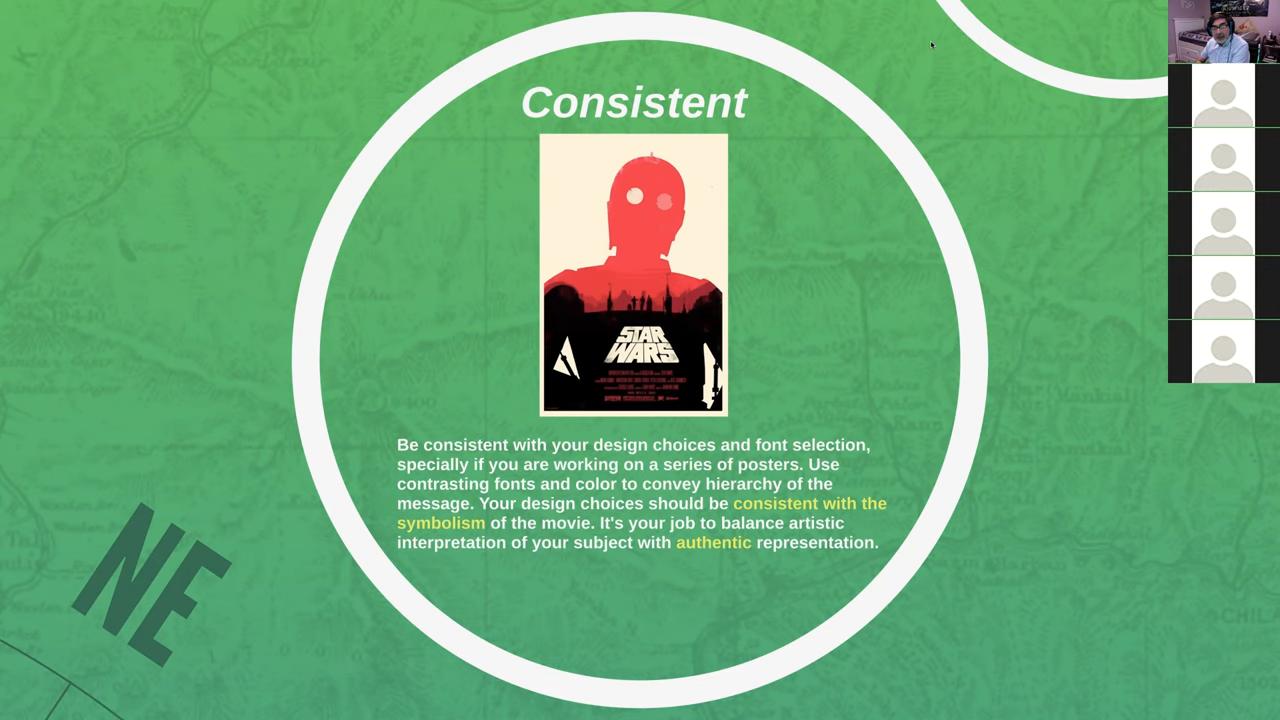 Consistent
STAR
WARS
Be consistent with your design choices and font selection,
specially if you are working on a series of posters. Use
contrasting fonts and color to convey hierarchy of the
message. Your design choices should be consistent with the
symbolism of the movie. It's your job to balance artistic
interpretation of your subject with authentic representation.
NE